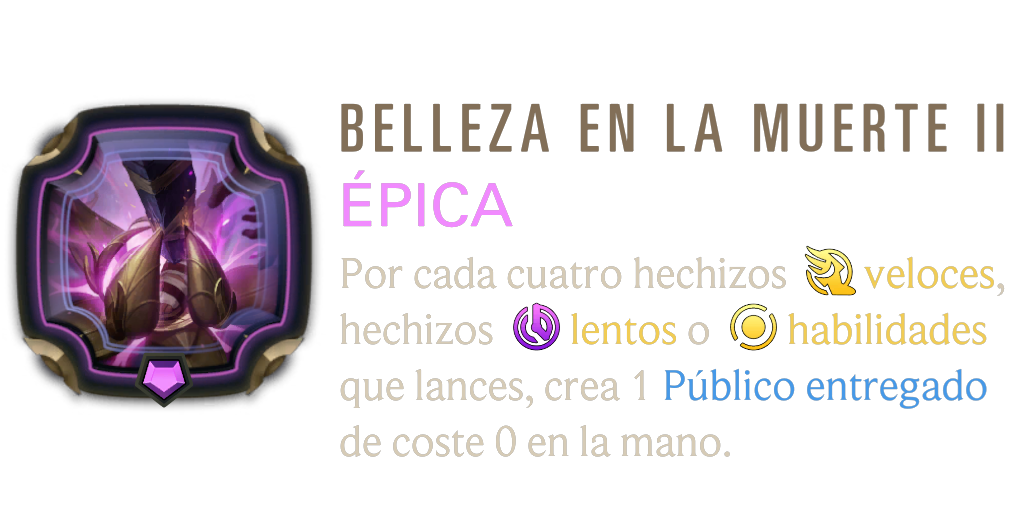 BELLEZA EN LA MUERTE II
ÉPICA
Por cada cuatro hechizos veloces,
hechizos lentos o habilidades
que lances, crea 1 Público entregado
de coste 0 en la mano.